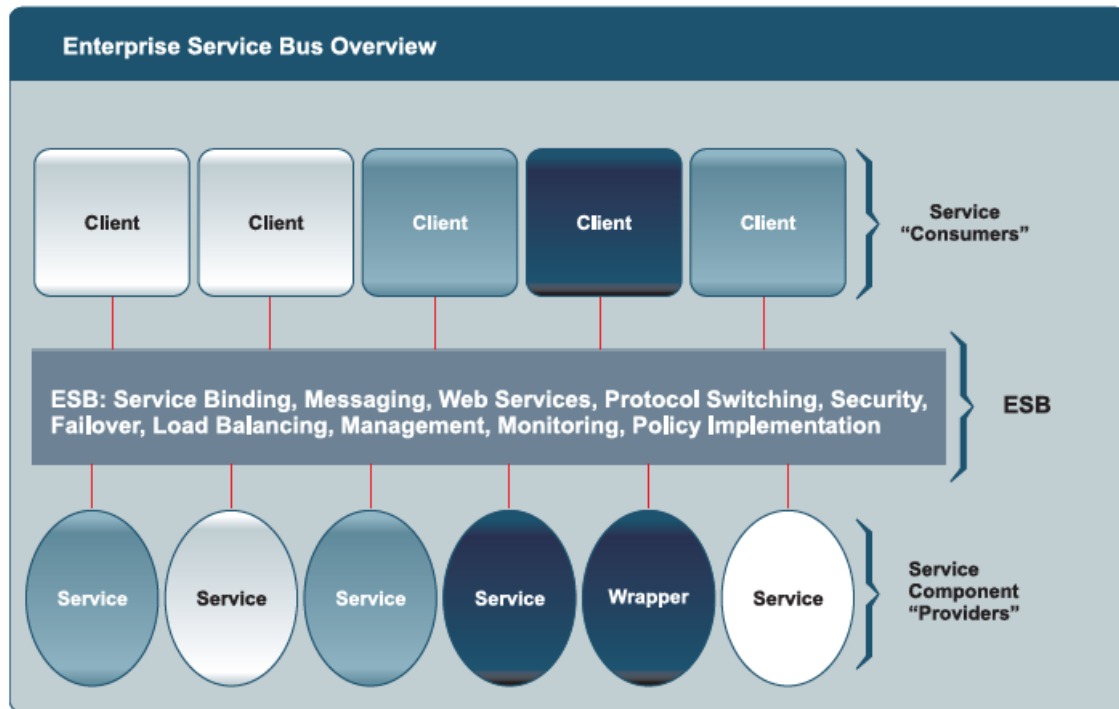 Enterprise Service Bus Overview
Client
Client
Client
Client
Client
Service
“Consumers”
ESB: Service Binding, Messaging, Web Services, Protocol Switching, Security,
Failover, Load Balancing, Management, Monitoring, Policy Implementation
ESB
Service
Service
Service
Service
Wrapper
Service
Service
Component
“Providers”